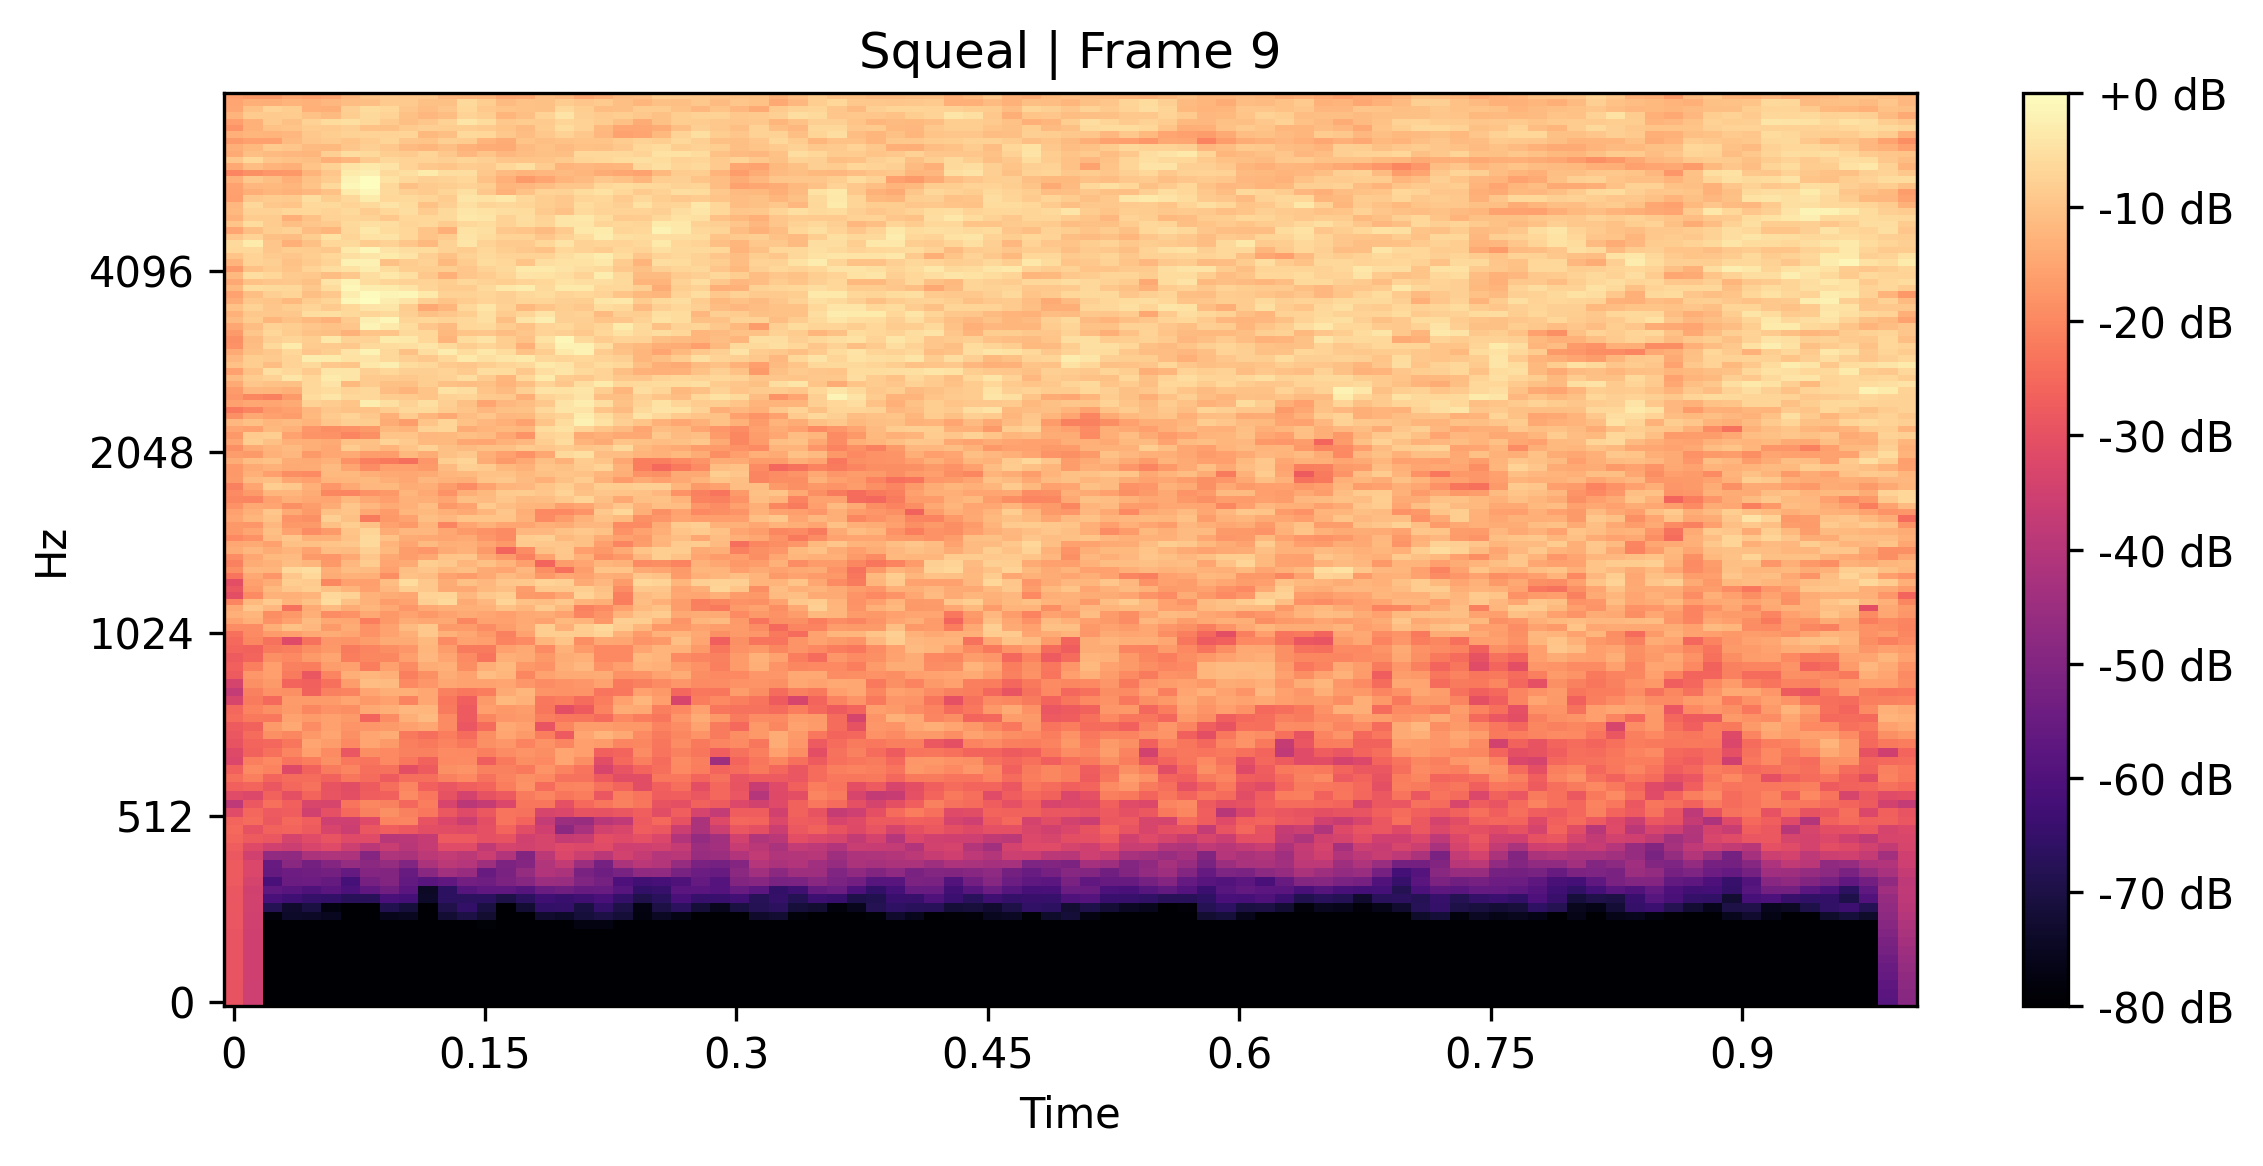 Squeal | Frame 9
Hz
4096
2048
1024
512
0
0 0.15 0.3 0.45 0.6 0.75 0.9
Time
+0 dB
-10 dB
-20 dB
-30 dB
-40 dB
-50 dB
-60 dB
-70 dB
-80 dB